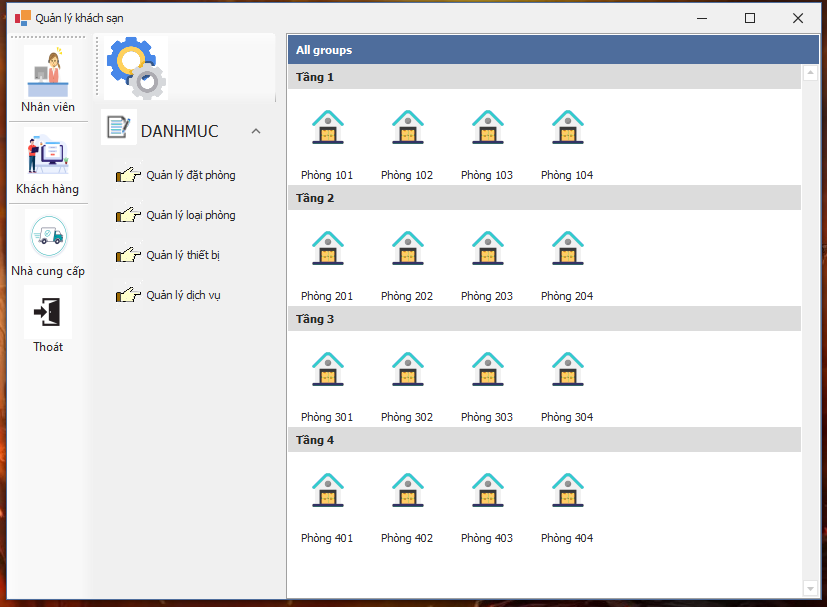 Quản lý khách sạn
Nhân viên
Khách hàng
Nhà cung cấp
Thoát
DANHMUC
Quản lý đặt phòng
Quản lý loại phòng
Quản lý thiết bị
Quản lý dịch vụ
All groups
Tầng 1
Phòng 101 Phòng 102 Phòng 103 Phòng 104
Tầng 2
Phòng 201 Phòng 202 Phòng 203 Phòng 204
Tầng 3
Phòng 301 Phòng 302 Phòng 303 Phòng 304
Tầng 4
Phòng 401 Phòng 402 Phòng 403 Phòng 404